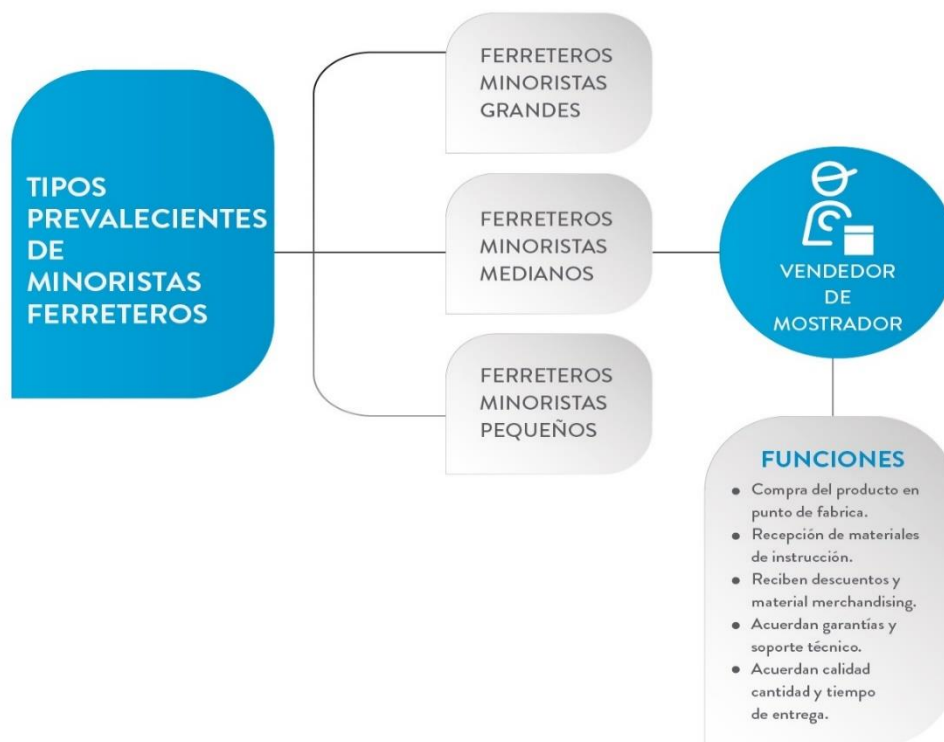 TIPOS
PREVALECIENTES
DE
MINORISTAS
FERRETEROS
FERRETEROS
MINORISTAS
GRANDES
FERRETEROS
MINORISTAS
MEDIANOS
FERRETEROS
MINORISTAS
PEQUEÑOS
VENDEDOR
DE
MOSTRADOR
FUNCIONES
● Compra del producto en
punto de fabrica.
● Recepción de materiales
de instrucción.
● Reciben descuentos y
material merchandising.
● Acuerdan garantías y
soporte técnico.
● Acuerdan calidad
cantidad y tiempo
de entrega.